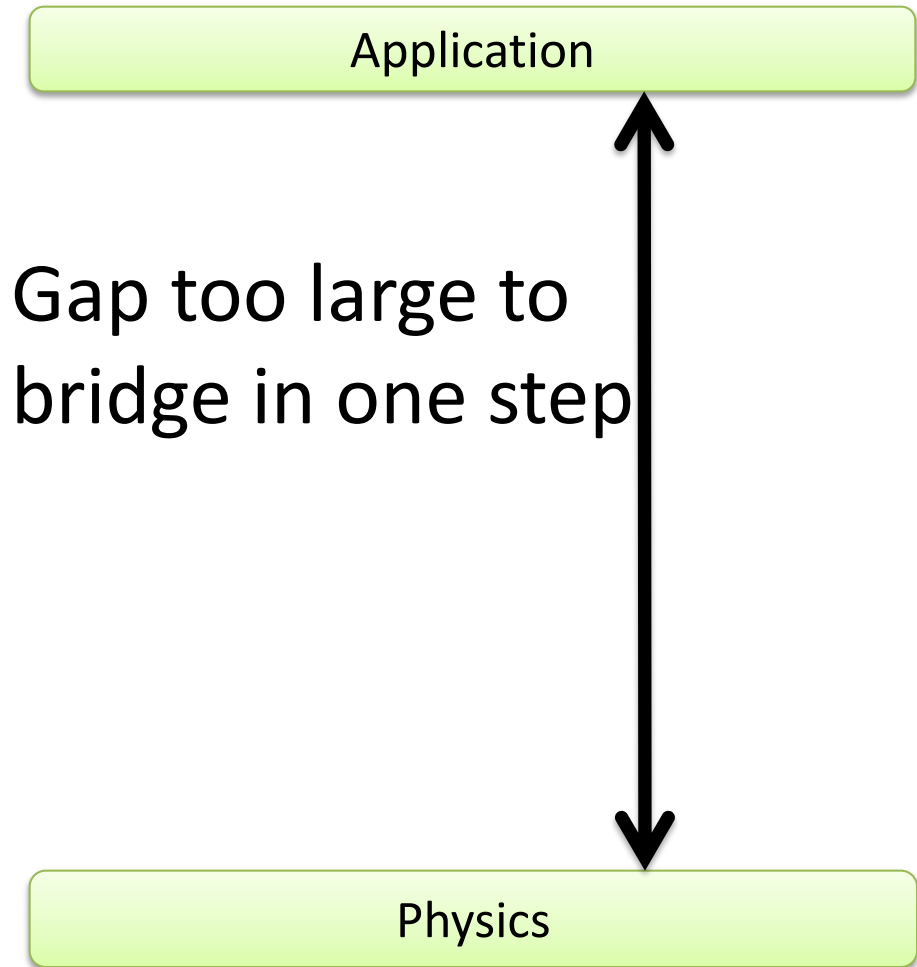 Application
Gap too large to
bridge in one step
Physics